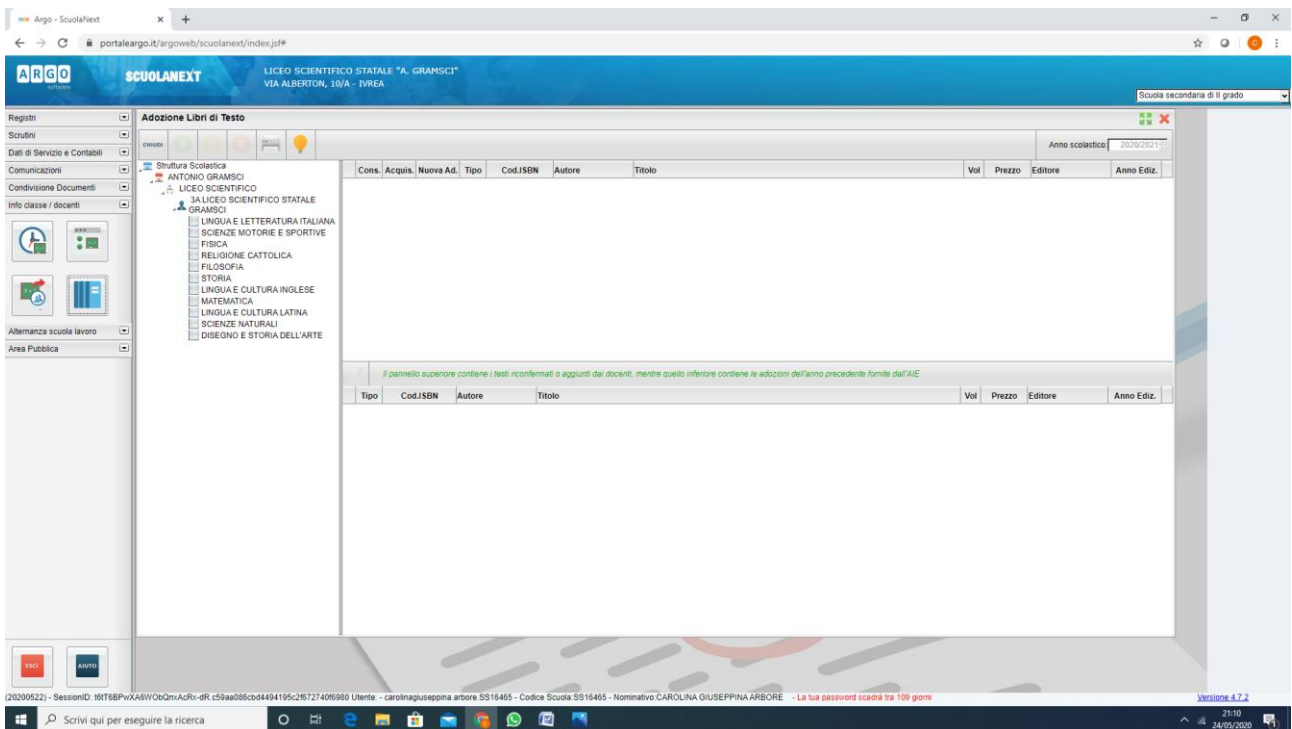 Argo - ScuolaNext
portaleargo.it/argoweb/scuolanext/index.jsf#
C
ARGO
software
SCUOLANEXT
LICEO SCIENTIFICO STATALE "A. GRAMSCI"
VIA ALBERTON, 10/A - IVREA
Scuola secondaria di II grado
Registri
Scrutini
Dati di Servizio e Contabili
Comunicazioni
Condivisione Documenti
Info classe / docenti
Alternanza scuola lavoro
Area Pubblica
ESCI
AIUTO
Adozione Libri di Testo
CHIUDI
Anno scolastico: 2020/2021
Struttura Scolastica
ANTONIO GRAMSCI
LICEO SCIENTIFICO
3A LICEO SCIENTIFICO STATALE
GRAMSCI
LINGUA E LETTERATURA ITALIANA
SCIENZE MOTORIE E SPORTIVE
FISICA
RELIGIONE CATTOLICA
FILOSOFIA
STORIA
LINGUA E CULTURA INGLESE
MATEMATICA
LINGUA E CULTURA LATINA
SCIENZE NATURALI
DISEGNO E STORIA DELL'ARTE
Cons. Acquis. Nuova Ad. Tipo Cod.ISBN Autore Titolo Vol Prezzo Editore Anno Ediz.
Il pannello superiore contiene i testi riconfermati o aggiunti dai docenti, mentre quello inferiore contiene le adozioni dell'anno precedente fornite dall'AIE
Tipo Cod.ISBN Autore Titolo Vol Prezzo Editore Anno Ediz.
(20200522) - SessionID: Utente: - carolinagiuseppina.arbore.SS16465 - Codice Scuola:SS16465 - Nominativo:CAROLINA GIUSEPPINA ARBORE - La tua password scadrà tra 109 giorni
Versione 4.7.2
Scrivi qui per eseguire la ricerca
21:10
24/05/2020